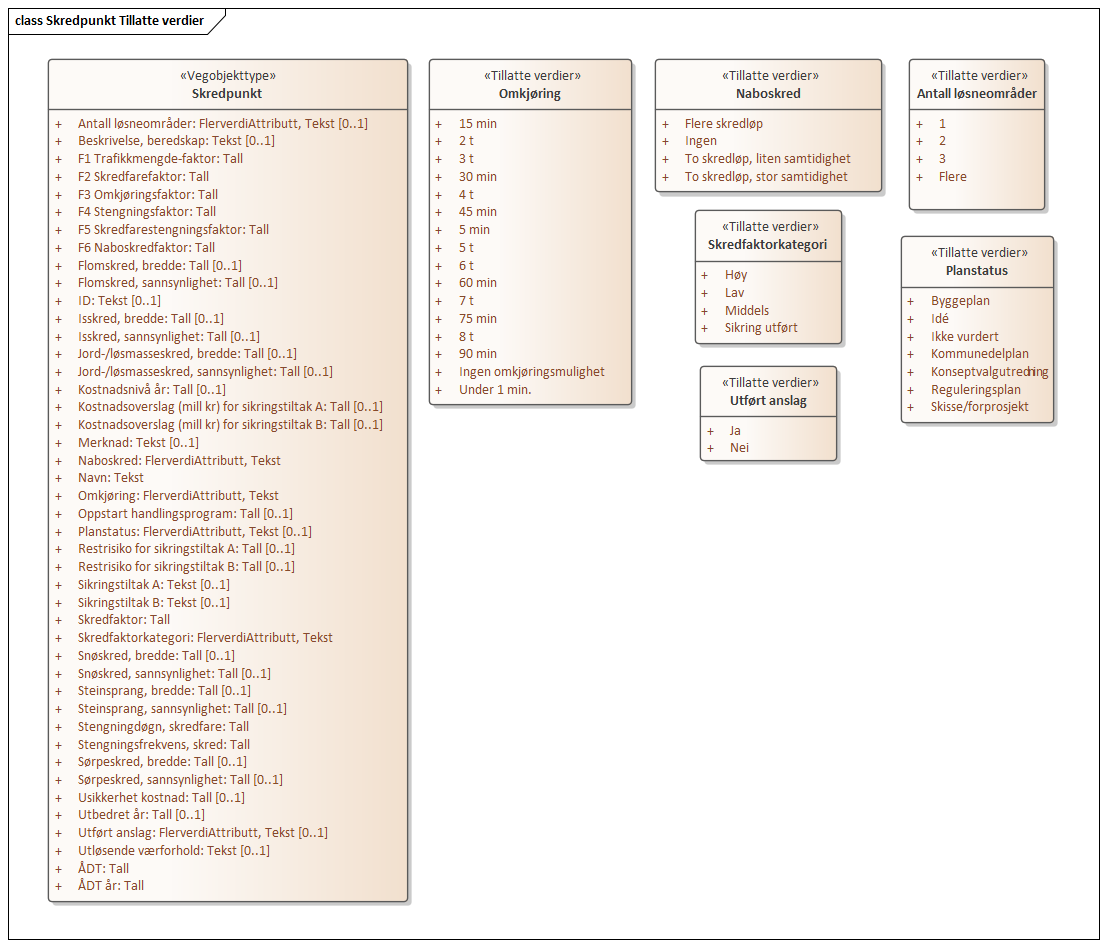 class Skredpunkt Tillatte verdier
«Vegobjekttype»
Skredpunkt
+ Antall løsneområder: FlerverdiAttributt, Tekst [0..1]
+ Beskrivelse, beredskap: Tekst [0..1]
+ F1 Trafikkmengde-faktor: Tall
+ F2 Skredfarefaktor: Tall
+ F3 Omkjøringsfaktor: Tall
+ F4 Stengningsfaktor: Tall
+ F5 Skredfarestengningsfaktor: Tall
+ F6 Naboskredfaktor: Tall
+ Flomskred, bredde: Tall [0..1]
+ Flomskred, sannsynlighet: Tall [0..1]
+ ID: Tekst [0..1]
+ Isskred, bredde: Tall [0..1]
+ Isskred, sannsynlighet: Tall [0..1]
+ Jord-/løsmasseskred, bredde: Tall [0..1]
+ Jord-/løsmasseskred, sannsynlighet: Tall [0..1]
+ Kostnadsnivå år: Tall [0..1]
+ Kostnadsoverslag (mill kr) for sikringstiltak A: Tall [0..1]
+ Kostnadsoverslag (mill kr) for sikringstiltak B: Tall [0..1]
+ Merknad: Tekst [0..1]
+ Naboskred: FlerverdiAttributt, Tekst
+ Navn: Tekst
+ Omkjøring: FlerverdiAttributt, Tekst
+ Oppstart handlingsprogram: Tall [0..1]
+ Planstatus: FlerverdiAttributt, Tekst [0..1]
+ Restrisiko for sikringstiltak A: Tall [0..1]
+ Restrisiko for sikringstiltak B: Tall [0..1]
+ Sikringstiltak A: Tekst [0..1]
+ Sikringstiltak B: Tekst [0..1]
+ Skredfaktor: Tall
+ Skredfaktorkategori: FlerverdiAttributt, Tekst
+ Snøskred, bredde: Tall [0..1]
+ Snøskred, sannsynlighet: Tall [0..1]
+ Steinsprang, bredde: Tall [0..1]
+ Steinsprang, sannsynlighet: Tall [0..1]
+ Stengningdøgn, skredfare: Tall
+ Stengningsfrekvens, skred: Tall
+ Sørpeskred, bredde: Tall [0..1]
+ Sørpeskred, sannsynlighet: Tall [0..1]
+ Usikkerhet kostnad: Tall [0..1]
+ Utbedret år: Tall [0..1]
+ Utført anslag: FlerverdiAttributt, Tekst [0..1]
+ Utløsende værforhold: Tekst [0..1]
+ ÅDT: Tall
+ ÅDT år: Tall
«Tillatte verdier»
Omkjøring
+ 15 min
+ 2 t
+ 3 t
+ 30 min
+ 4 t
+ 45 min
+ 5 min
+ 5 t
+ 6 t
+ 60 min
+ 7 t
+ 75 min
+ 8 t
+ 90 min
+ Ingen omkjøringsmulighet
+ Under 1 min.
«Tillatte verdier»
Naboskred
+ Flere skredløp
+ Ingen
+ To skredløp, liten samtidighet
+ To skredløp, stor samtidighet
«Tillatte verdier»
Skredfaktorkategori
+ Høy
+ Lav
+ Middels
+ Sikring utført
«Tillatte verdier»
Utført anslag
+ Ja
+ Nei
«Tillatte verdier»
Antall løsneområder
+ 1
+ 2
+ 3
+ Flere
«Tillatte verdier»
Planstatus
+ Byggeplan
+ Idé
+ Ikke vurdert
+ Kommunedelplan
+ Konseptvalgutredning
+ Reguleringsplan
+ Skisse/forprosjekt